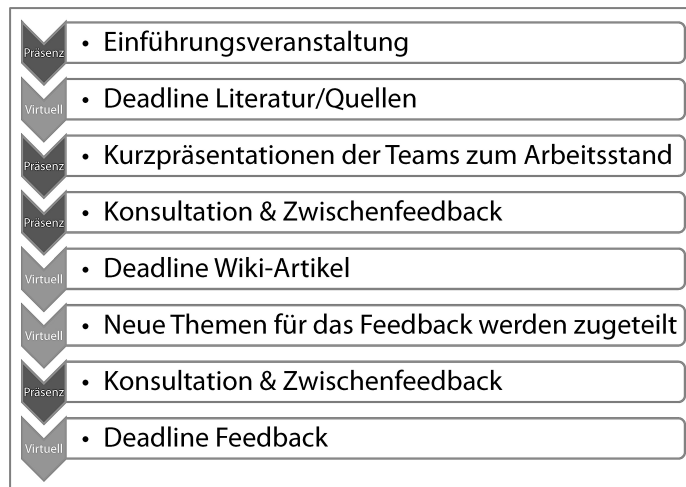 Präsenz • Einführungsveranstaltung
Virtuell • Deadline Literatur/Quellen
Präsenz • Kurzpräsentationen der Teams zum Arbeitsstand
Präsenz • Konsultation & Zwischenfeedback
Virtuell • Deadline Wiki-Artikel
Virtuell • Neue Themen für das Feedback werden zugeteilt
Präsenz • Konsultation & Zwischenfeedback
Virtuell • Deadline Feedback